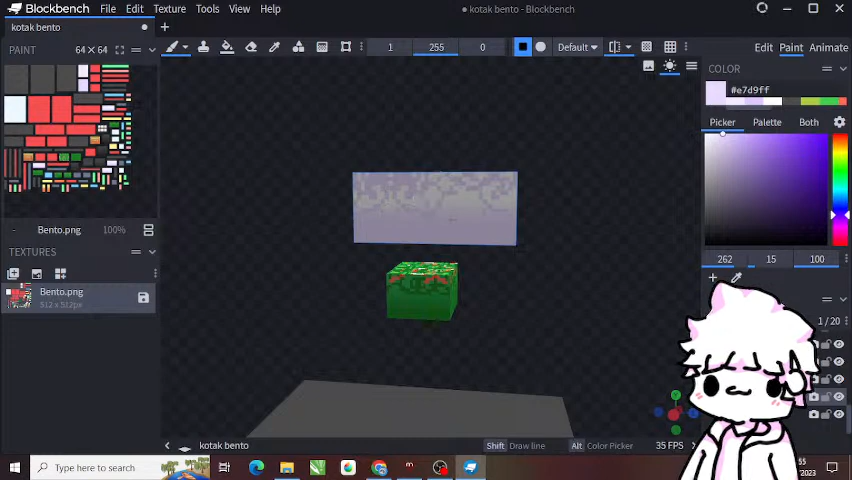 Blockbench File Edit Texture Tools View Help
kotak bento - Blockbench
kotak bento
PAINT 64 × 64
1 255 0 Default
Edit Paint Animate
COLOR
#e7d9ff
Picker Palette Both
Bento.png 100%
TEXTURES
Bento.png
512 x 512px
262 15 100
1 / 20
kotak bento
Shift Draw line Alt Color Picker 35 FPS
Type here to search